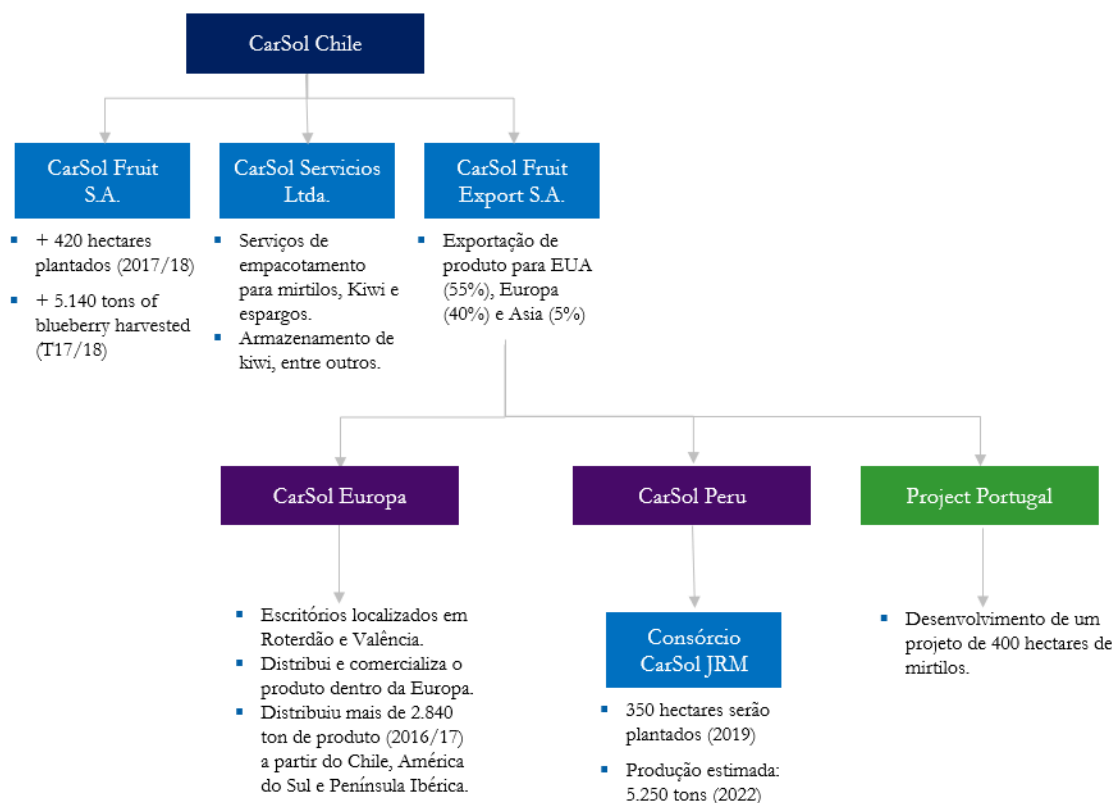 CarSol Chile
CarSol Fruit
S.A.
▪ + 420 hectares
plantados (2017/18)
▪ + 5.140 tons of
blueberry harvested
(T17/18)
CarSol Servicios
Ltda.
▪ Serviços de
empacotamento
para mirtilos, Kiwi e
espargos.
▪ Armazenamento de
kiwi, entre outros.
CarSol Fruit
Export S.A.
▪ Exportação de
produto para EUA
(55%), Europa
(40%) e Asia (5%)
CarSol Europa
▪ Escritórios localizados em
Roterdão e Valência.
▪ Distribui e comercializa o
produto dentro da Europa.
▪ Distribuiu mais de 2.840
ton de produto (2016/17)
a partir do Chile, América
do Sul e Península Ibérica.
CarSol Peru
Consórcio
CarSol JRM
▪ 350 hectares serão
plantados (2019)
▪ Produção estimada:
5.250 tons (2022)
Project Portugal
▪ Desenvolvimento de um
projeto de 400 hectares de
mirtilos.